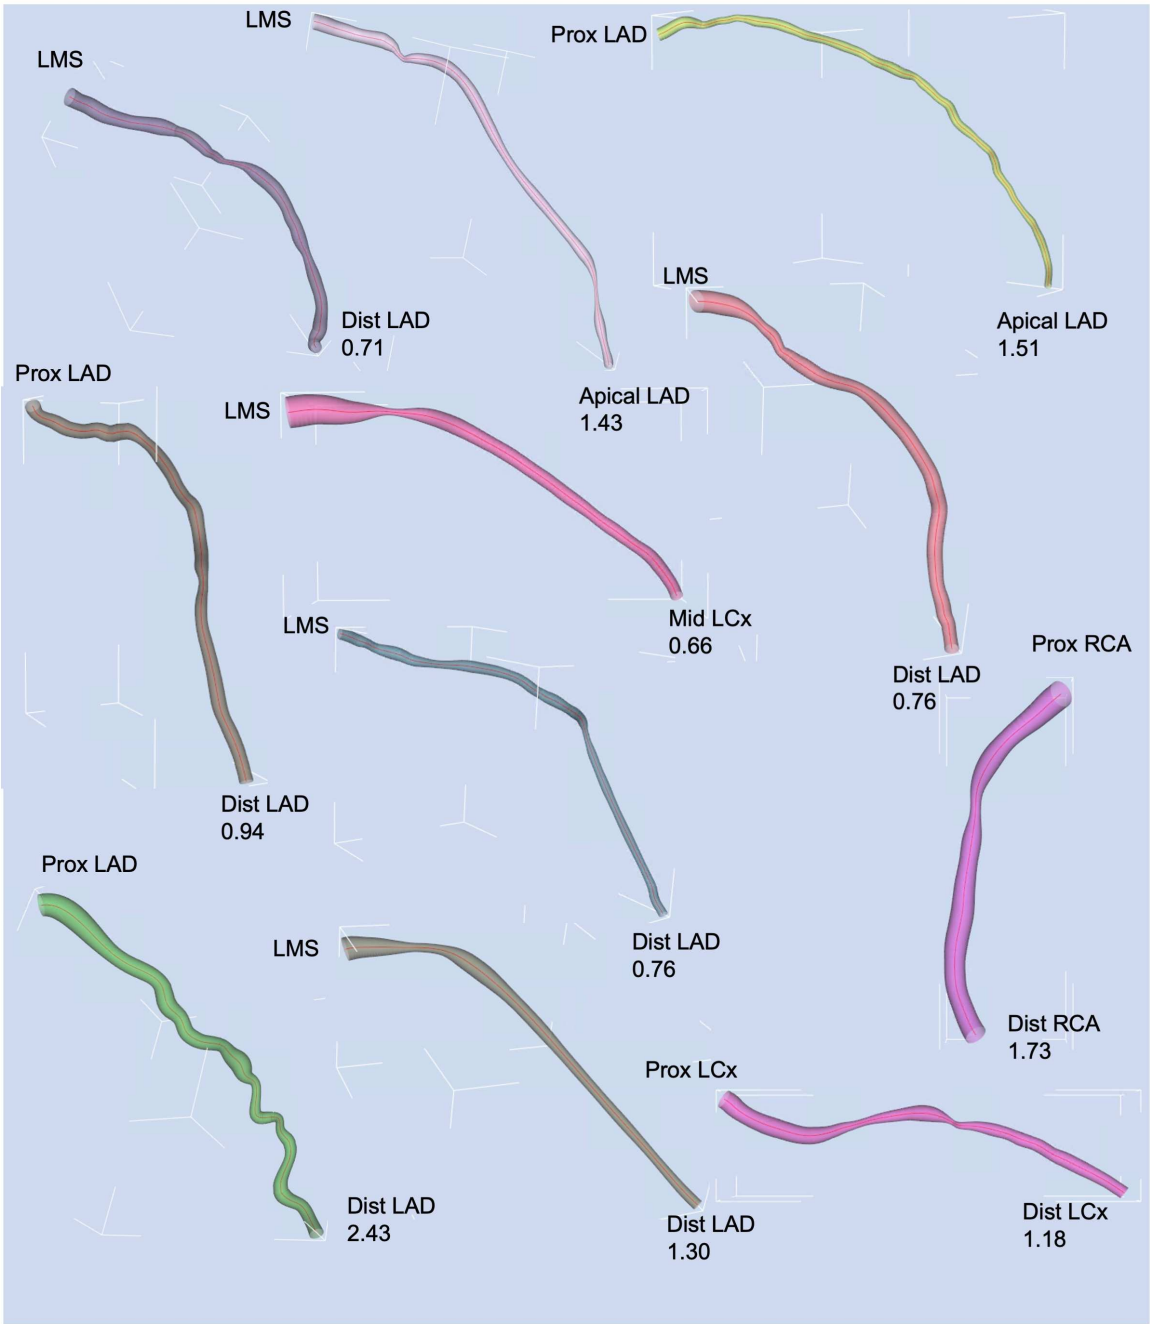 LMS
Prox LAD
LMS
Dist LAD
0.71
LMS
Apical LAD
1.51
Prox LAD
LMS
Apical LAD
1.43
LMS
Mid LCx
0.66
Prox RCA
Dist LAD
0.76
Dist LAD
0.94
Prox LAD
Dist LAD
0.76
LMS
Dist RCA
1.73
Prox LCx
Dist LAD
2.43
Dist LAD
1.30
Dist LCx
1.18